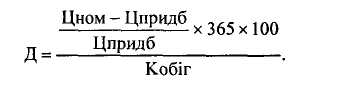 Цном – Цпридб
Цпридб
× 365 × 100
Д =
Кобіг
.